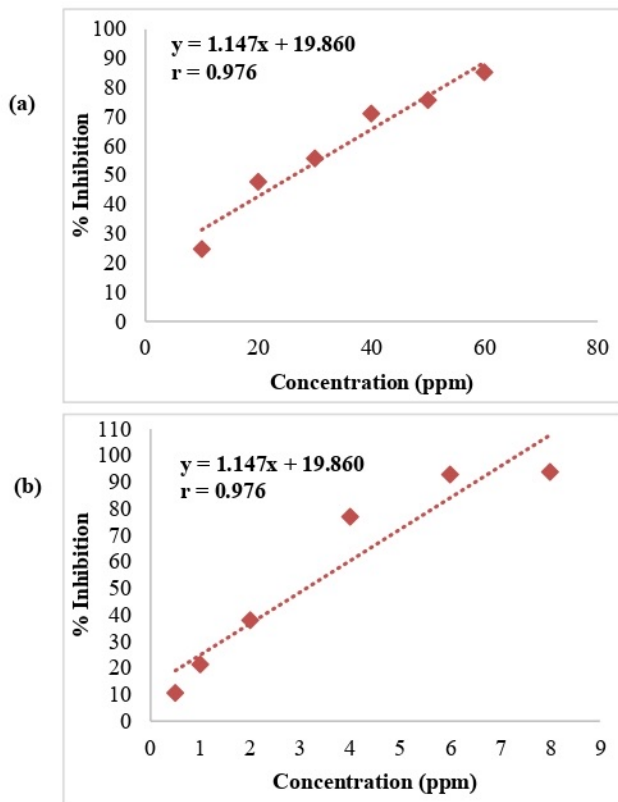 (a)
y = 1.147x + 19.860
r = 0.976
% Inhibition
100
90
80
70
60
50
40
30
20
10
0
0 20 40 60 80
Concentration (ppm)
(b)
y = 1.147x + 19.860
r = 0.976
% Inhibition
110
100
90
80
70
60
50
40
30
20
10
0
0 1 2 3 4 5 6 7 8 9
Concentration (ppm)